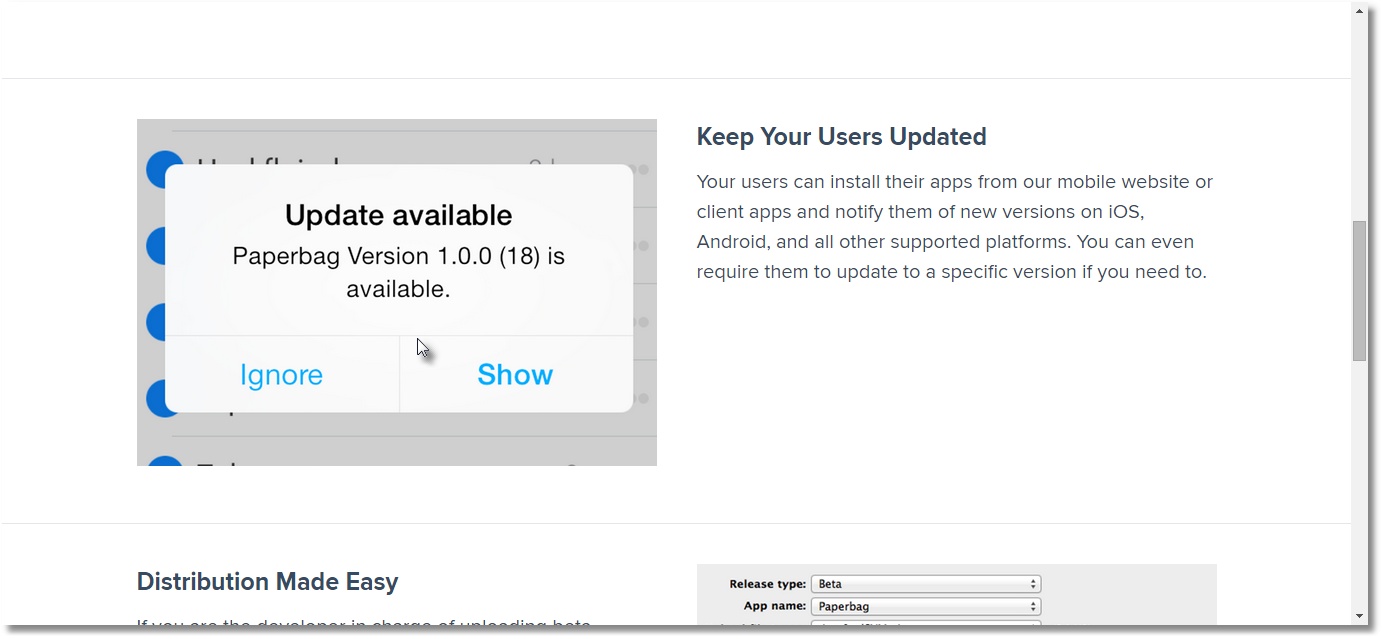 Update available
Paperbag Version 1.0.0 (18) is
available.
Ignore
Show
Keep Your Users Updated
Your users can install their apps from our mobile website or
client apps and notify them of new versions on iOS,
Android, and all other supported platforms. You can even
require them to update to a specific version if you need to.
Distribution Made Easy
If you are the developer in charge of uploading beta
Release type: Beta
App name: Paperbag